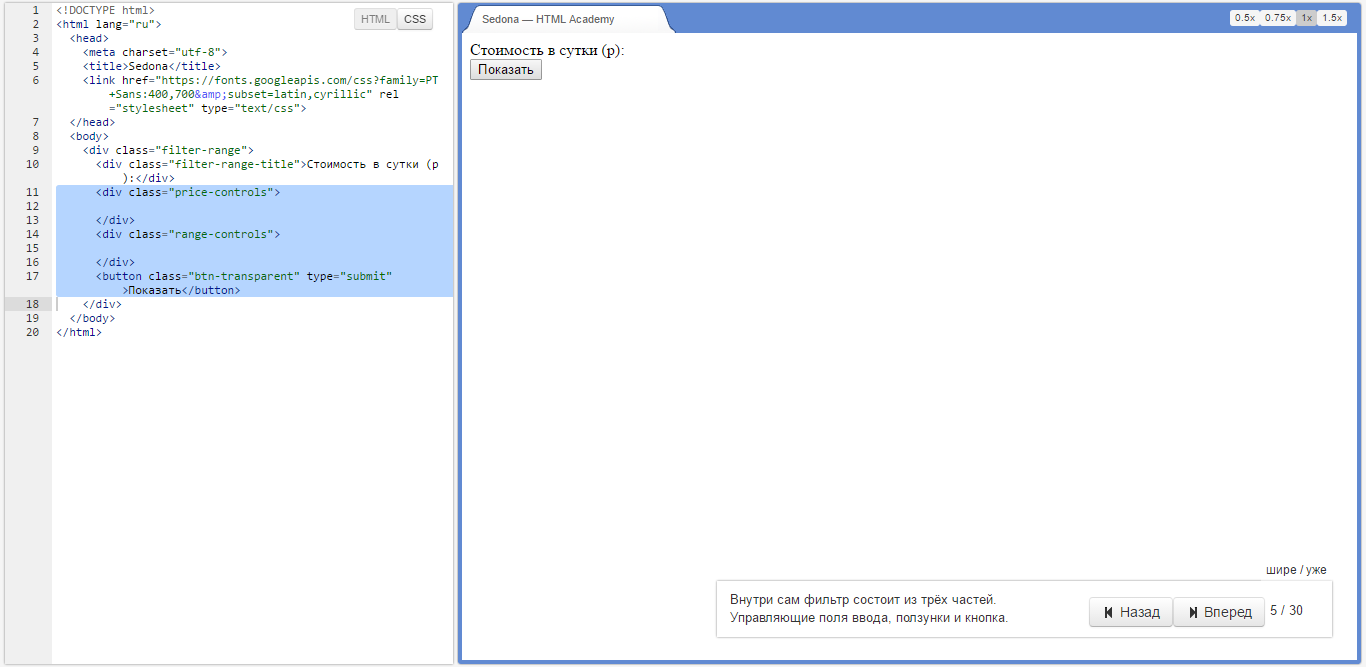 1 <!DOCTYPE html>
2 <html lang="ru">
3 <head>
4 <meta charset="utf-8">
5 <title>Sedona</title>
6 <link href="https://fonts.googleapis.com/css?family=PT
+Sans:400,700&amp;subset=latin,cyrillic" rel
="stylesheet" type="text/css">
7 </head>
8 <body>
9 <div class="filter-range">
10 <div class="filter-range-title">Стоимость в сутки (р
):</div>
11 <div class="price-controls">
12
13 </div>
14 <div class="range-controls">
15
16 </div>
17 <button class="btn-transparent" type="submit"
>Показать</button>
18 </div>
19 </body>
20 </html>
HTML CSS
Sedona — HTML Academy
0.5x 0.75x 1x 1.5x
Стоимость в сутки (р):
Показать
шире / уже
Внутри сам фильтр состоит из трёх частей.
Управляющие поля ввода, ползунки и кнопка.
Назад Вперед 5 / 30